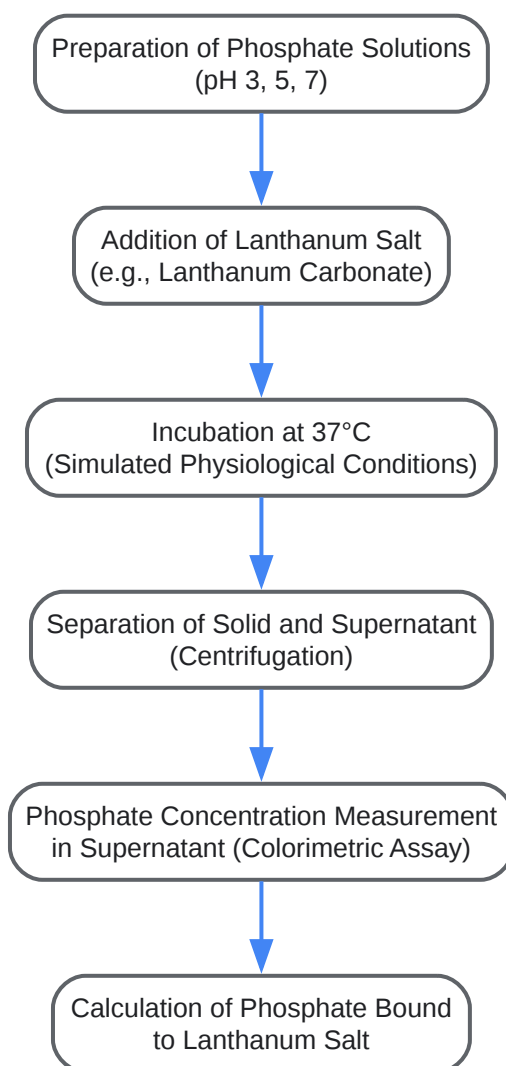 Preparation of Phosphate Solutions
(pH 3, 5, 7)
Addition of Lanthanum Salt
(e.g., Lanthanum Carbonate)
Incubation at 37°C
(Simulated Physiological Conditions)
Separation of Solid and Supernatant
(Centrifugation)
Phosphate Concentration Measurement
in Supernatant (Colorimetric Assay)
Calculation of Phosphate Bound
to Lanthanum Salt